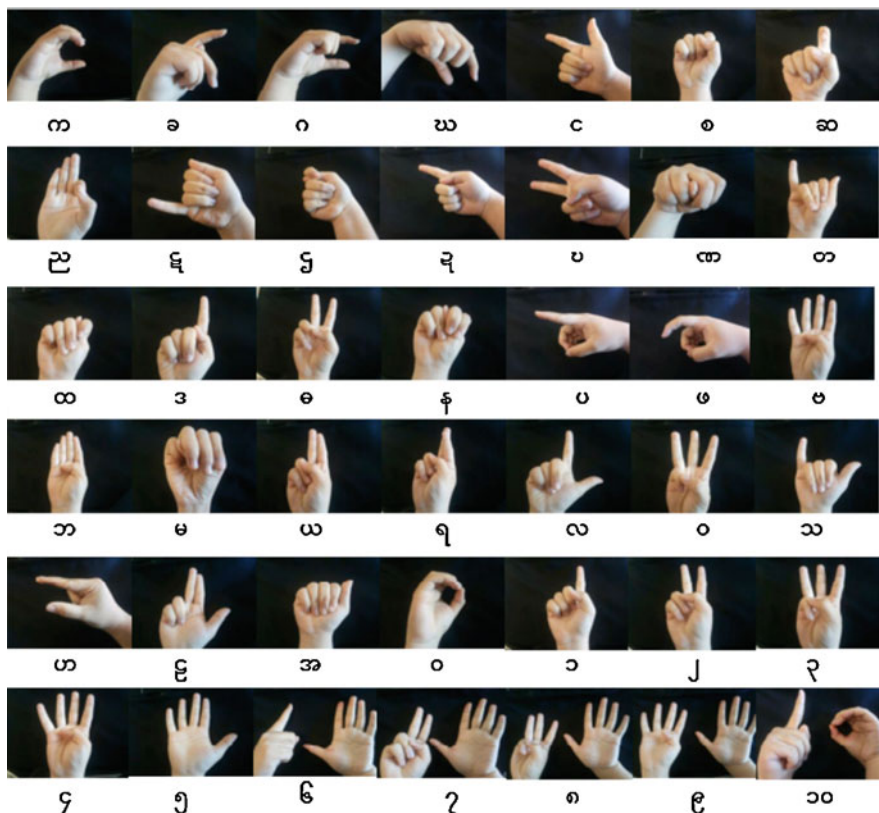 က ခ ဂ ဃ င စ ဆ
ည ဋ ဌ ဍ ဎ ဏ တ
ထ ဒ ဓ န ပ ဖ ဗ
ဘ မ ယ ရ လ ဝ သ
ဟ ဠ အ ၀ ၁ ၂ ၃
၄ ၅ ၆ ၇ ၈ ၉ ၁၀